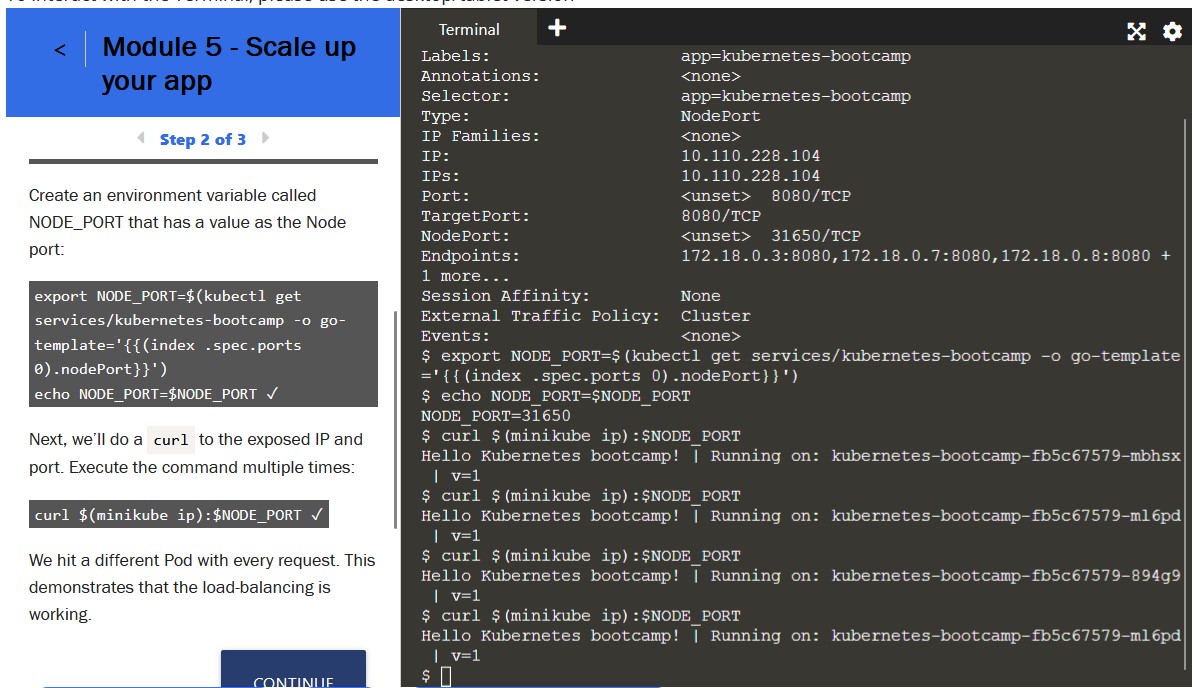 To interact with the Terminal, please use the desktop/tablet version
< Module 5 - Scale up
your app
Step 2 of 3
Create an environment variable called
NODE_PORT that has a value as the Node
port:
export NODE_PORT=$(kubectl get
services/kubernetes-bootcamp -o go-
template='{{(index .spec.ports
0).nodePort}}')
echo NODE_PORT=$NODE_PORT ✓
Next, we’ll do a curl to the exposed IP and
port. Execute the command multiple times:
curl $(minikube ip):$NODE_PORT ✓
We hit a different Pod with every request. This
demonstrates that the load-balancing is
working.
CONTINUE
Terminal +
Labels: app=kubernetes-bootcamp
Annotations: <none>
Selector: app=kubernetes-bootcamp
Type: NodePort
IP Families: <none>
IP: 10.110.228.104
IPs: 10.110.228.104
Port: <unset> 8080/TCP
TargetPort: 8080/TCP
NodePort: <unset> 31650/TCP
Endpoints: 172.18.0.3:8080,172.18.0.7:8080,172.18.0.8:8080 +
1 more...
Session Affinity: None
External Traffic Policy: Cluster
Events: <none>
$ export NODE_PORT=$(kubectl get services/kubernetes-bootcamp -o go-template
='{{(index .spec.ports 0).nodePort}}')
$ echo NODE_PORT=$NODE_PORT
NODE_PORT=31650
$ curl $(minikube ip):$NODE_PORT
Hello Kubernetes bootcamp! | Running on: kubernetes-bootcamp-fb5c67579-mbhsx
| v=1
$ curl $(minikube ip):$NODE_PORT
Hello Kubernetes bootcamp! | Running on: kubernetes-bootcamp-fb5c67579-ml6pd
| v=1
$ curl $(minikube ip):$NODE_PORT
Hello Kubernetes bootcamp! | Running on: kubernetes-bootcamp-fb5c67579-894g9
| v=1
$ curl $(minikube ip):$NODE_PORT
Hello Kubernetes bootcamp! | Running on: kubernetes-bootcamp-fb5c67579-ml6pd
| v=1
$